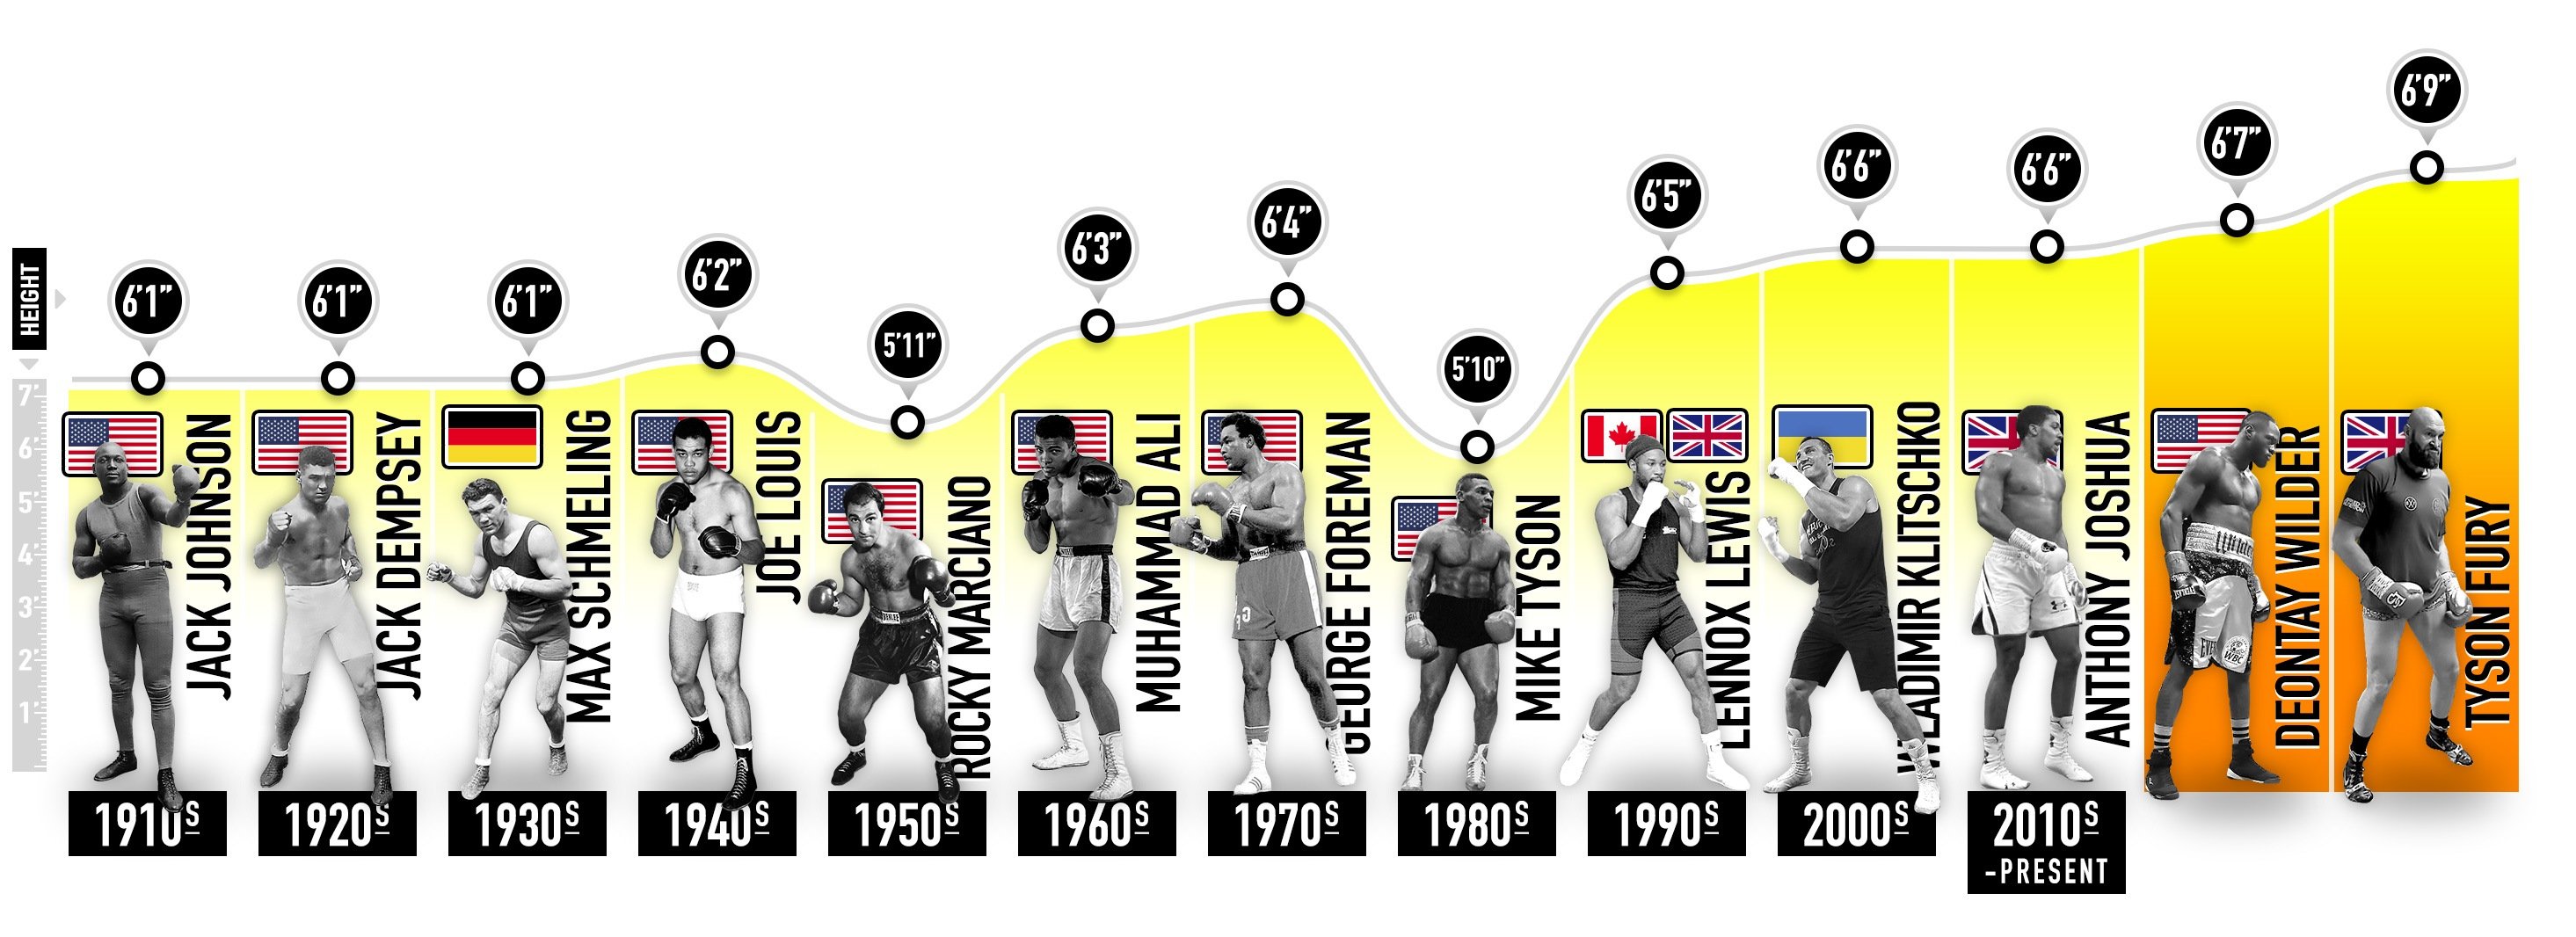 HEIGHT
7'
6'
5'
4'
3'
2'
1'
6'1"
JACK JOHNSON
1910S
6'1"
JACK DEMPSEY
1920S
6'1"
MAX SCHMELING
1930S
6'2"
JOE LOUIS
1940S
5'11"
ROCKY MARCIANO
1950S
6'3"
MUHAMMAD ALI
1960S
6'4"
GEORGE FOREMAN
1970S
5'10"
MIKE TYSON
1980S
6'5"
LENNOX LEWIS
1990S
6'6"
WLADIMIR KLITSCHKO
2000S
6'6"
ANTHONY JOSHUA
2010S
-PRESENT
6'7"
DEONTAY WILDER
WBC
6'9"
TYSON FURY